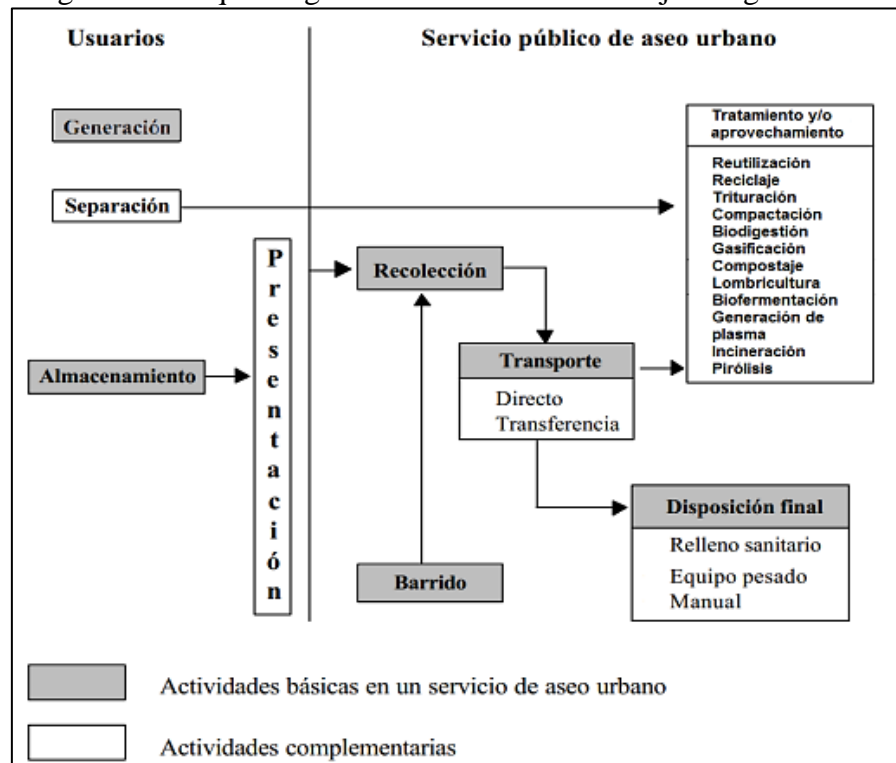 Usuarios
Servicio público de aseo urbano
Generación
Separación
Almacenamiento
Presentación
Recolección
Transporte
Directo
Transferencia
Barrido
Tratamiento y/o
aprovechamiento
Reutilización
Reciclaje
Trituración
Compactación
Biodigestión
Gasificación
Compostaje
Lombricultura
Biofermentación
Generación de
plasma
Incineración
Pirólisis
Disposición final
Relleno sanitario
Equipo pesado
Manual
Actividades básicas en un servicio de aseo urbano
Actividades complementarias